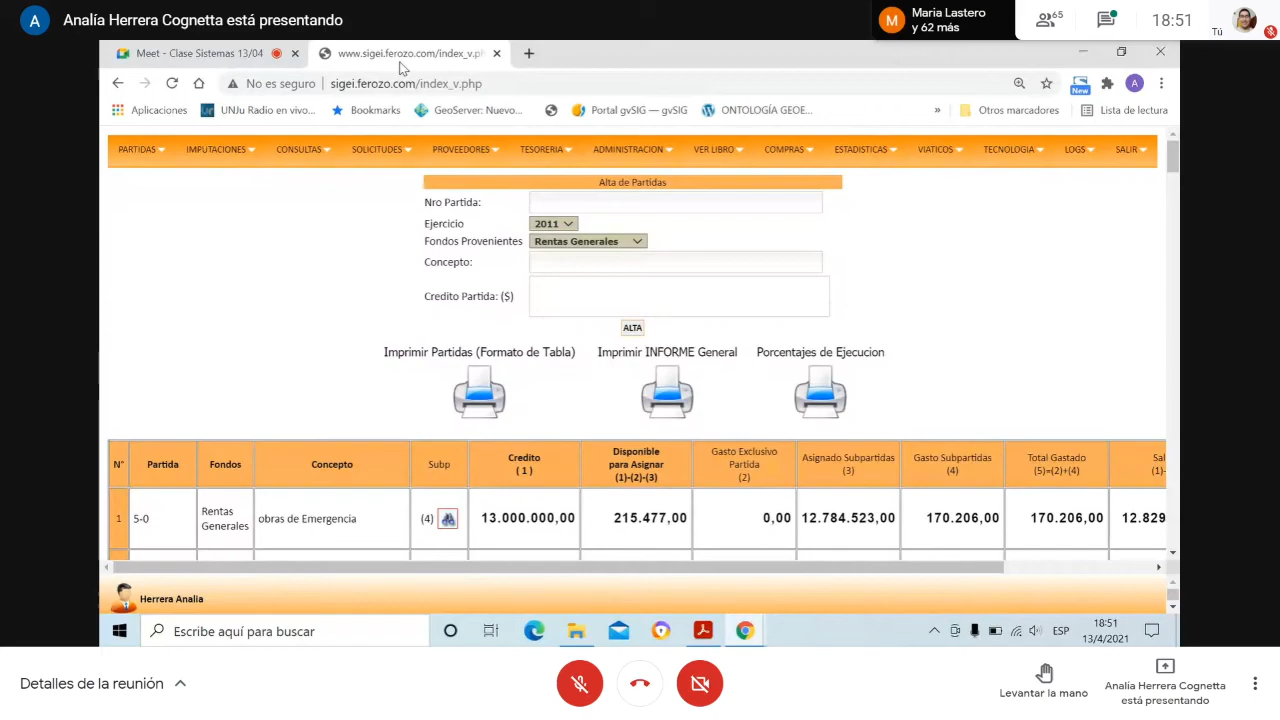 A Analía Herrera Cognetta está presentando
M Maria Lastero
y 62 más
65
18:51
Tú
Meet - Clase Sistemas 13/04
www.sigei.ferozo.com/index_v.ph
No es seguro | sigei.ferozo.com/index_v.php
A
New
Aplicaciones
UNJu Radio en vivo...
Bookmarks
GeoServer: Nuevo...
Portal gvSIG — gvSIG
ONTOLOGÍA GEOE...
»
Otros marcadores
Lista de lectura
PARTIDAS IMPUTACIONES CONSULTAS SOLICITUDES PROVEEDORES TESORERIA ADMINISTRACION VER LIBRO COMPRAS ESTADISTICAS VIATICOS TECNOLOGIA LOGS SALIR
Alta de Partidas
Nro Partida:
Ejercicio 2011
Fondos Provenientes Rentas Generales
Concepto:
Credito Partida: ($)
ALTA
Imprimir Partidas (Formato de Tabla)
Imprimir INFORME General
Porcentajes de Ejecucion
N°
Partida
Fondos
Concepto
Subp
Credito
( 1 )
Disponible
para Asignar
(1)-(2)-(3)
Gasto Exclusivo
Partida
(2)
Asignado Subpartidas
(3)
Gasto Subpartidas
(4)
Total Gastado
(5)=(2)+(4)
Sal
(1)-
1
5-0
Rentas
Generales
obras de Emergencia
(4)
13.000.000,00
215.477,00
0,00
12.784.523,00
170.206,00
170.206,00
12.829
Herrera Analia
Escribe aquí para buscar
ESP
18:51
13/4/2021
Detalles de la reunión
Levantar la mano
Analía Herrera Cognetta
está presentando